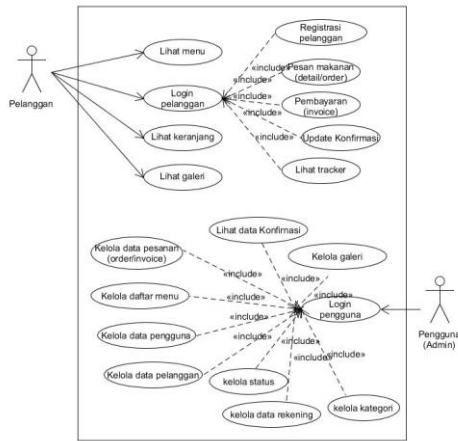 Registrasi
pelanggan
Lihat menu
«include»
Pesan makanan
(detail/order)
«include»
Login
pelanggan
«include»
«include»
Pembayaran
(invoice)
Pelanggan
«include»
Update Konfirmasi
Lihat keranjang
Lihat tracker
Lihat galeri
Lihat data Konfirmasi
Kelola data pesanan
(order/invoice)
Kelola galeri
«include»
«include»
«include»
Kelola daftar menu
«include»
«include»
Login
pengguna
Kelola data pengguna
«include»
«include»
«include»
Pengguna
(Admin)
«include»
«include»
Kelola data pelanggan
kelola status
kelola data rekening
kelola kategori